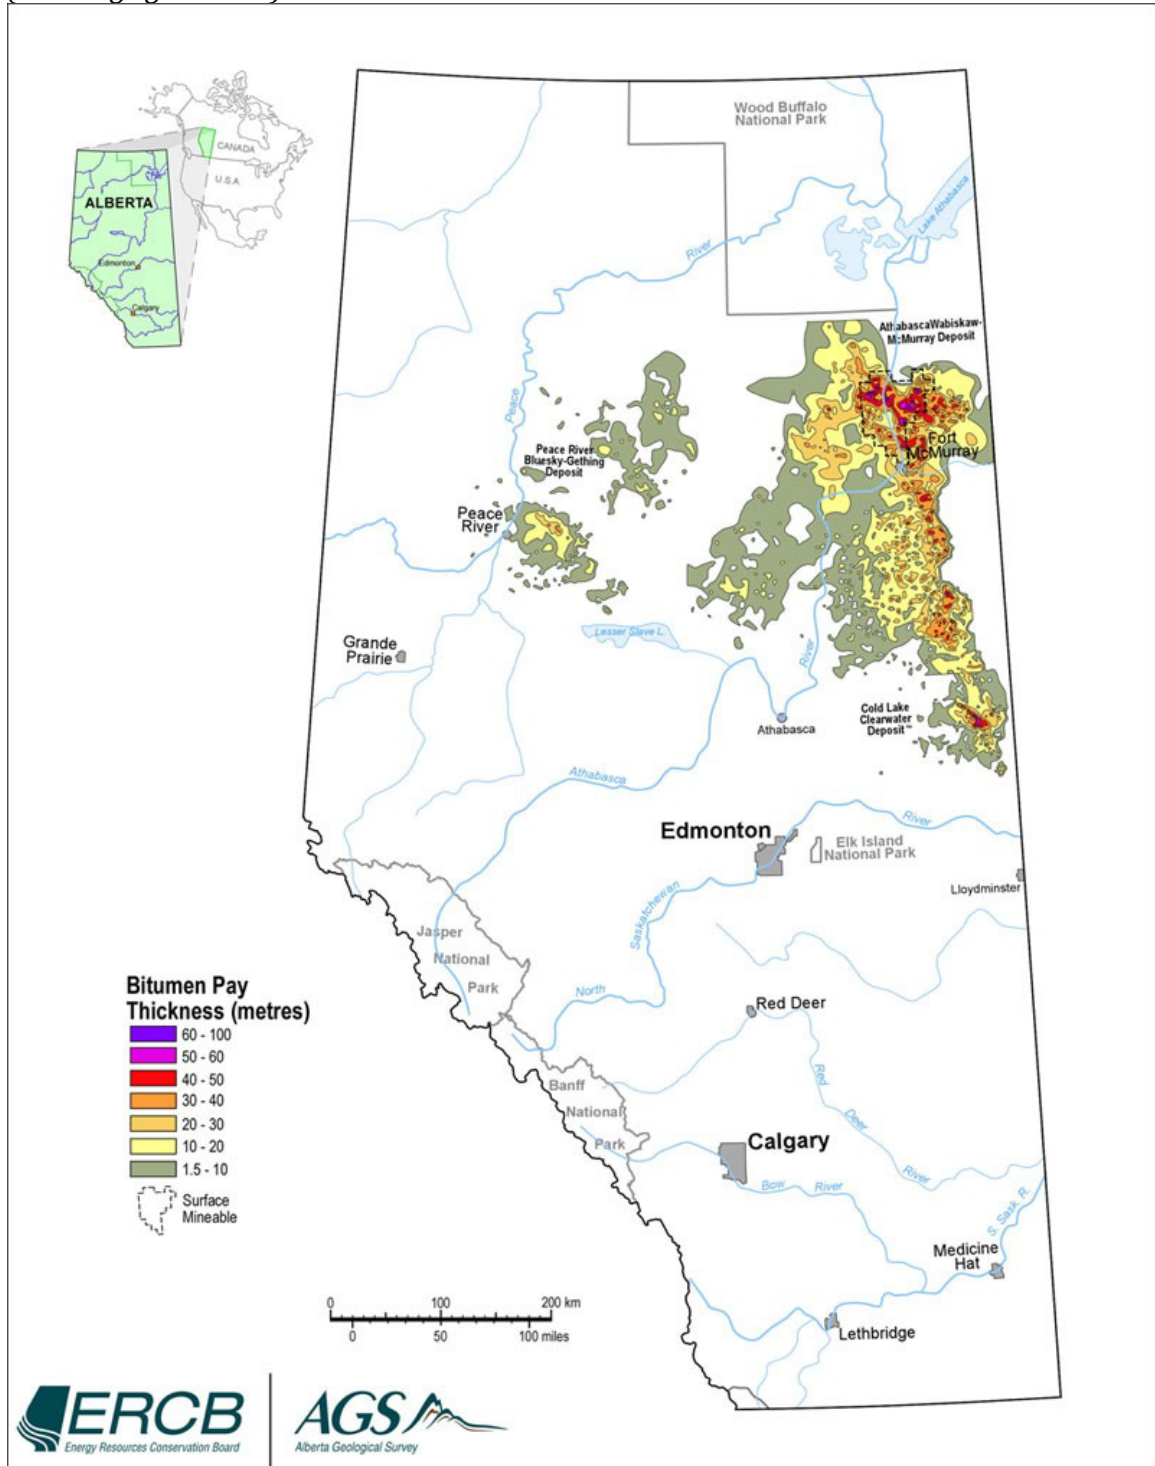 Wood Buffalo
National Park
CANADA
U.S.A.
ALBERTA
Edmonton
Calgary
Lake Athabasca
River
Peace
AthabascaWabiskaw-
McMurray Deposit
Fort
McMurray
Peace River
Bluesky-Gething
Deposit
Peace
River
Grande
Prairie
Lesser Slave L.
River
Athabasca
Cold Lake
Clearwater
Deposit
Athabasca
Edmonton
River
Elk Island
National Park
Lloydminster
Saskatchewan
North
Jasper
National
Park
Red Deer
Red
Deer
River
Banff
National
Park
Calgary
Bow
River
S. Sask. R.
Medicine
Hat
Lethbridge
Bitumen Pay
Thickness (metres)
60 - 100
50 - 60
40 - 50
30 - 40
20 - 30
10 - 20
1.5 - 10
Surface
Mineable
0 100 200 km
0 50 100 miles
ERCB
Energy Resources Conservation Board
AGS
Alberta Geological Survey